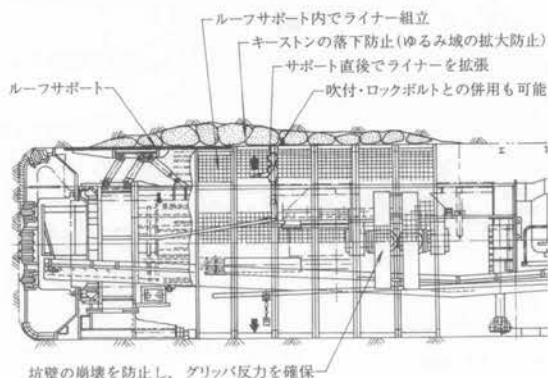 ルーフサポート内でライナー組立
キーストンの落下防止(ゆるみ域の拡大防止)
サポート直後でライナーを拡張
ルーフサポート
吹付・ロックボルトとの併用も可能
坑壁の崩壊を防止し、グリッパ反力を確保